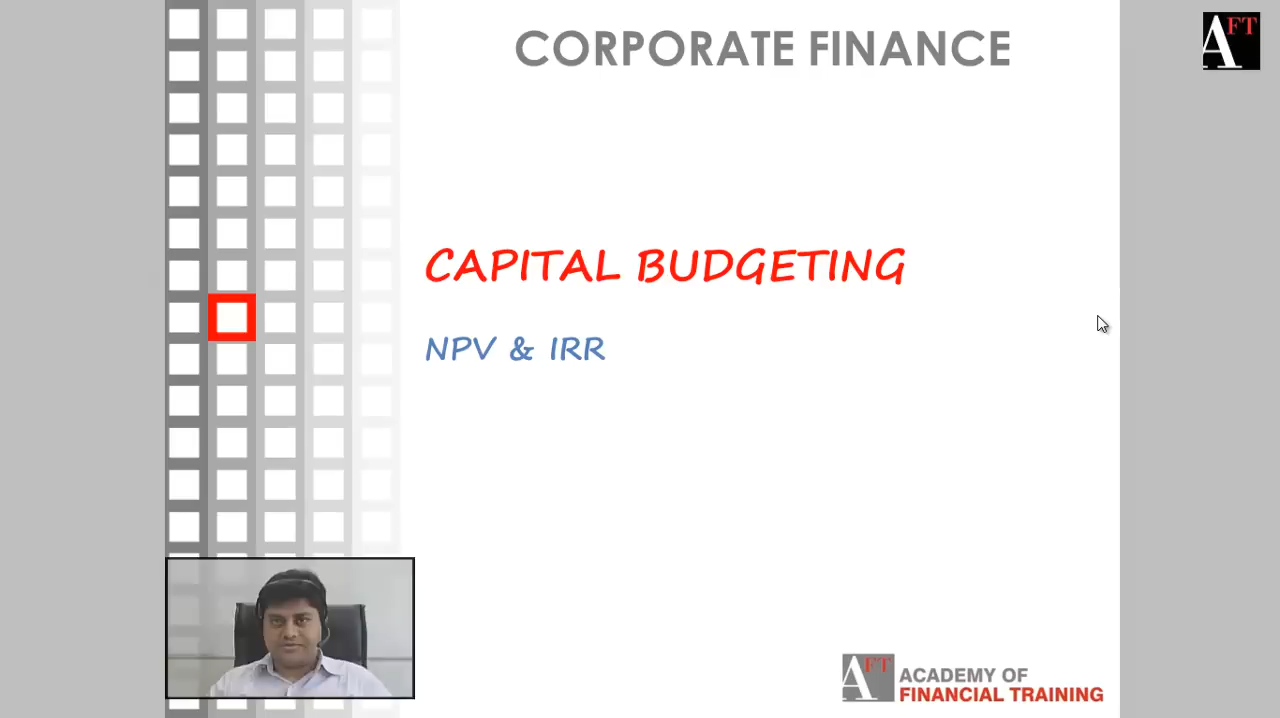 CORPORATE FINANCE
AFT
CAPITAL BUDGETING
NPV & IRR
AFT
ACADEMY OF
FINANCIAL TRAINING